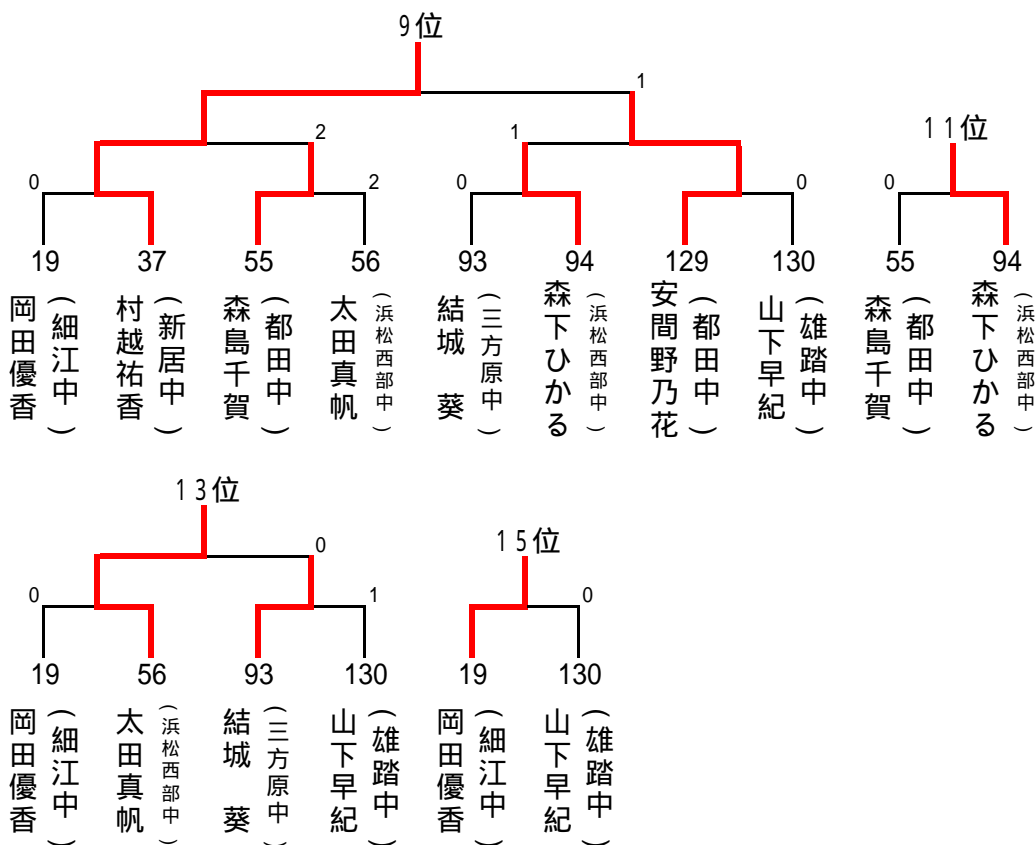 9位
1
2
1
11位
0
2
0
0
0
19
37
55
56
93
94
129
130
55
94
岡田優香
(細江中)
村越祐香
(新居中)
森島千賀
(都田中)
太田真帆
(浜松西部中)
結城 葵
(三方原中)
森下ひかる
(浜松西部中)
安間野乃花
(都田中)
山下早紀
(雄踏中)
森島千賀
(都田中)
森下ひかる
(浜松西部中)
13位
15位
0
0
1
0
19
56
93
130
19
130
岡田優香
(細江中)
太田真帆
(浜松西部中)
結城 葵
(三方原中)
山下早紀
(雄踏中)
岡田優香
(細江中)
山下早紀
(雄踏中)